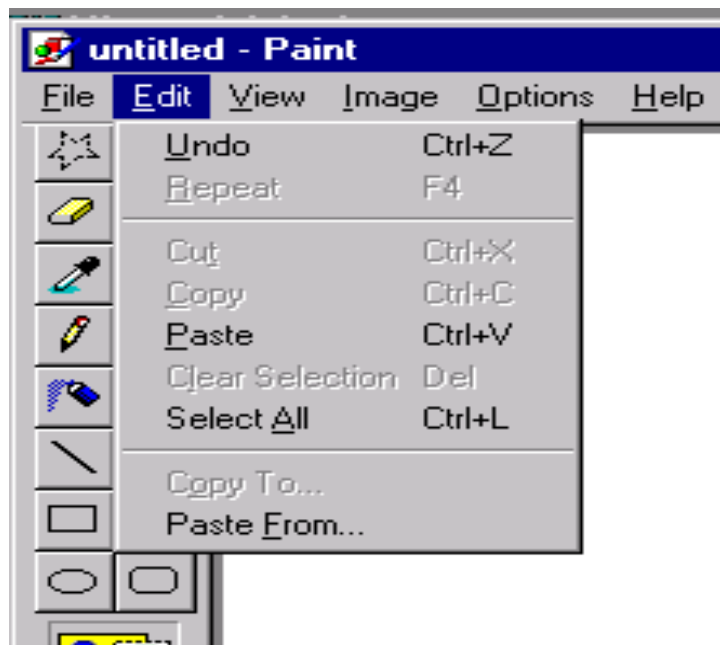 untitled - Paint
File Edit View Image Options Help
Undo Ctrl+Z
Repeat F4
Cut Ctrl+X
Copy Ctrl+C
Paste Ctrl+V
Clear Selection Del
Select All Ctrl+L
Copy To...
Paste From...